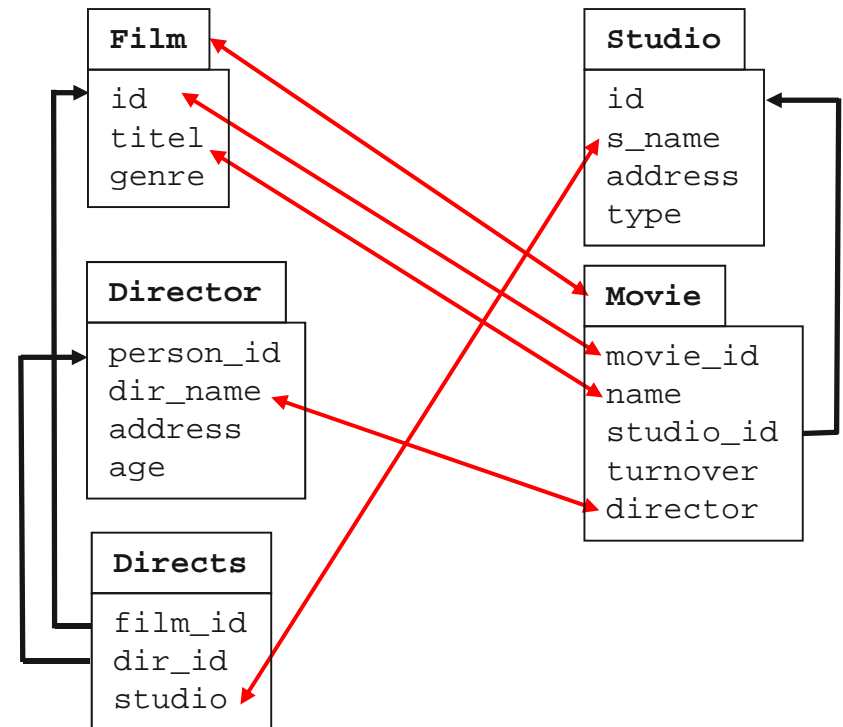 Film
id
titel
genre
Director
person_id
dir_name
address
age
Directs
film_id
dir_id
studio
Studio
id
s_name
address
type
Movie
movie_id
name
studio_id
turnover
director